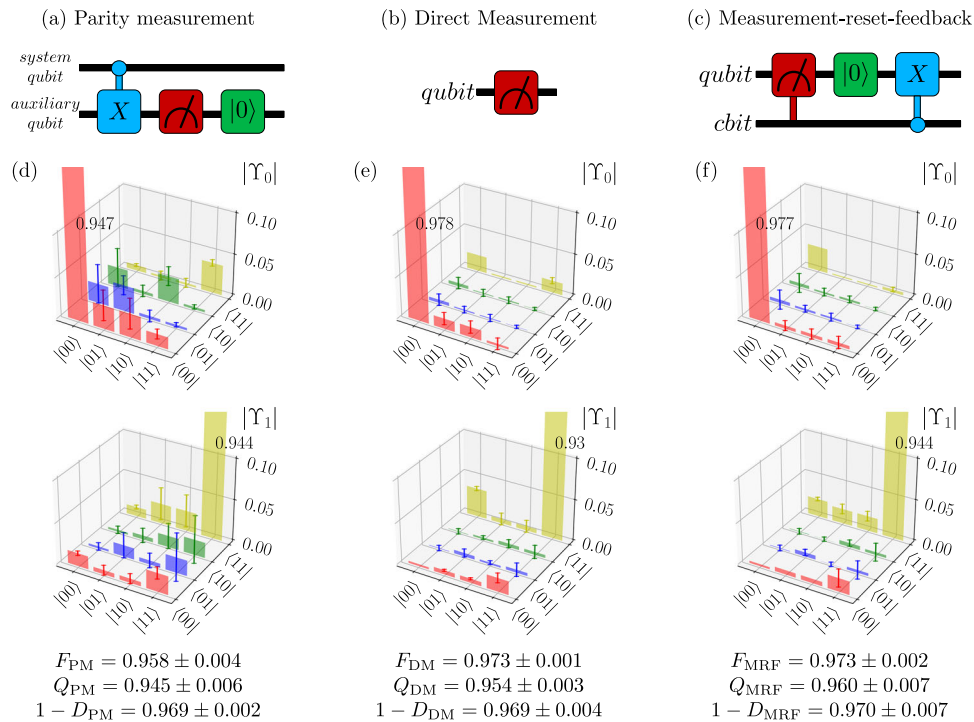 (a) Parity measurement
(b) Direct Measurement
(c) Measurement-reset-feedback
system
qubit
auxiliary
qubit
X
|0⟩
qubit
qubit
|0⟩
X
cbit
(d)
|Υ₀|
0.947
0.10
0.05
0.00
|00⟩
|01⟩
|10⟩
|11⟩
⟨00|
⟨01|
⟨10|
⟨11|
(e)
|Υ₀|
0.978
0.10
0.05
0.00
|00⟩
|01⟩
|10⟩
|11⟩
⟨00|
⟨01|
⟨10|
⟨11|
(f)
|Υ₀|
0.977
0.10
0.05
0.00
|00⟩
|01⟩
|10⟩
|11⟩
⟨00|
⟨01|
⟨10|
⟨11|
|Υ₁|
0.944
0.10
0.05
0.00
|00⟩
|01⟩
|10⟩
|11⟩
⟨00|
⟨01|
⟨10|
⟨11|
|Υ₁|
0.93
0.10
0.05
0.00
|00⟩
|01⟩
|10⟩
|11⟩
⟨00|
⟨01|
⟨10|
⟨11|
|Υ₁|
0.944
0.10
0.05
0.00
|00⟩
|01⟩
|10⟩
|11⟩
⟨00|
⟨01|
⟨10|
⟨11|
F_PM = 0.958 ± 0.004
Q_PM = 0.945 ± 0.006
1 − D_PM = 0.969 ± 0.002
F_DM = 0.973 ± 0.001
Q_DM = 0.954 ± 0.003
1 − D_DM = 0.969 ± 0.004
F_MRF = 0.973 ± 0.002
Q_MRF = 0.960 ± 0.007
1 − D_MRF = 0.970 ± 0.007